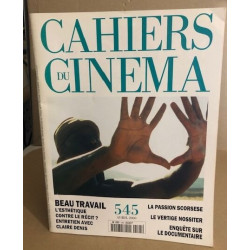 CAHIERS
DU
CINEMA
BEAU TRAVAIL
L'ESTHÉTIQUE
CONTRE LE RÉCIT ?
ENTRETIEN AVEC
CLAIRE DENIS
545
LA PASSION SCORSESE
LE VERTIGE NOSSITER
ENQUÊTE SUR
LE DOCUMENTAIRE